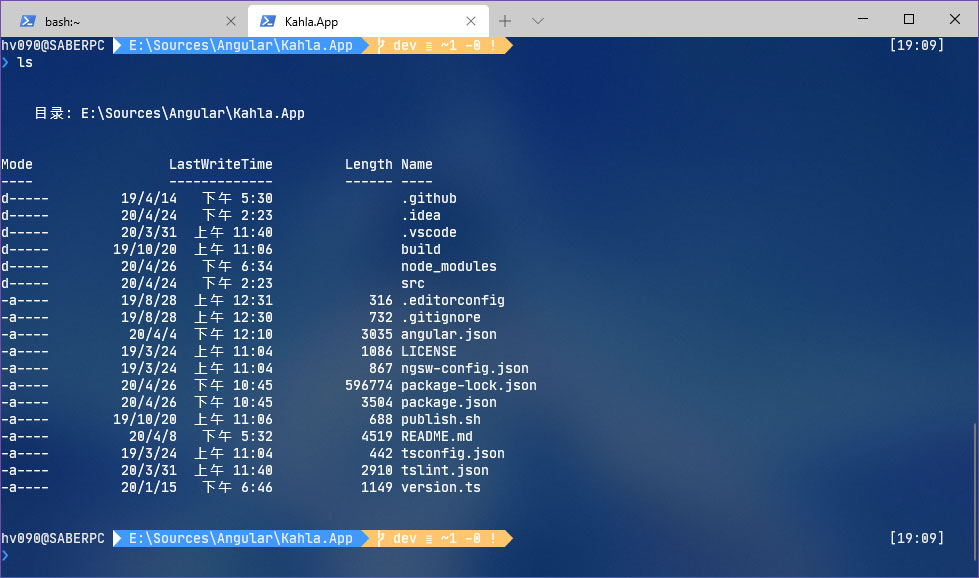 bash:~
Kahla.App
hv090@SABERPC E:\Sources\Angular\Kahla.App dev ≡ ~1 -0 ! [19:09]
❯ ls
目录: E:\Sources\Angular\Kahla.App
Mode LastWriteTime Length Name
---- ------------- ------ ----
d----- 19/4/14 下午 5:30 .github
d----- 20/4/24 下午 2:23 .idea
d----- 20/3/31 上午 11:40 .vscode
d----- 19/10/20 上午 11:06 build
d----- 20/4/26 下午 6:34 node_modules
d----- 20/4/24 下午 2:23 src
-a---- 19/8/28 上午 12:31 316 .editorconfig
-a---- 19/8/28 上午 12:30 732 .gitignore
-a---- 20/4/4 下午 12:10 3035 angular.json
-a---- 19/3/24 上午 11:04 1086 LICENSE
-a---- 19/3/24 上午 11:04 867 ngsw-config.json
-a---- 20/4/26 下午 10:45 596774 package-lock.json
-a---- 20/4/26 下午 10:45 3504 package.json
-a---- 19/10/20 上午 11:06 688 publish.sh
-a---- 20/4/8 下午 5:32 4519 README.md
-a---- 19/3/24 上午 11:04 442 tsconfig.json
-a---- 20/3/31 上午 11:40 2910 tslint.json
-a---- 20/1/15 下午 6:46 1149 version.ts
hv090@SABERPC E:\Sources\Angular\Kahla.App dev ≡ ~1 -0 ! [19:09]
❯